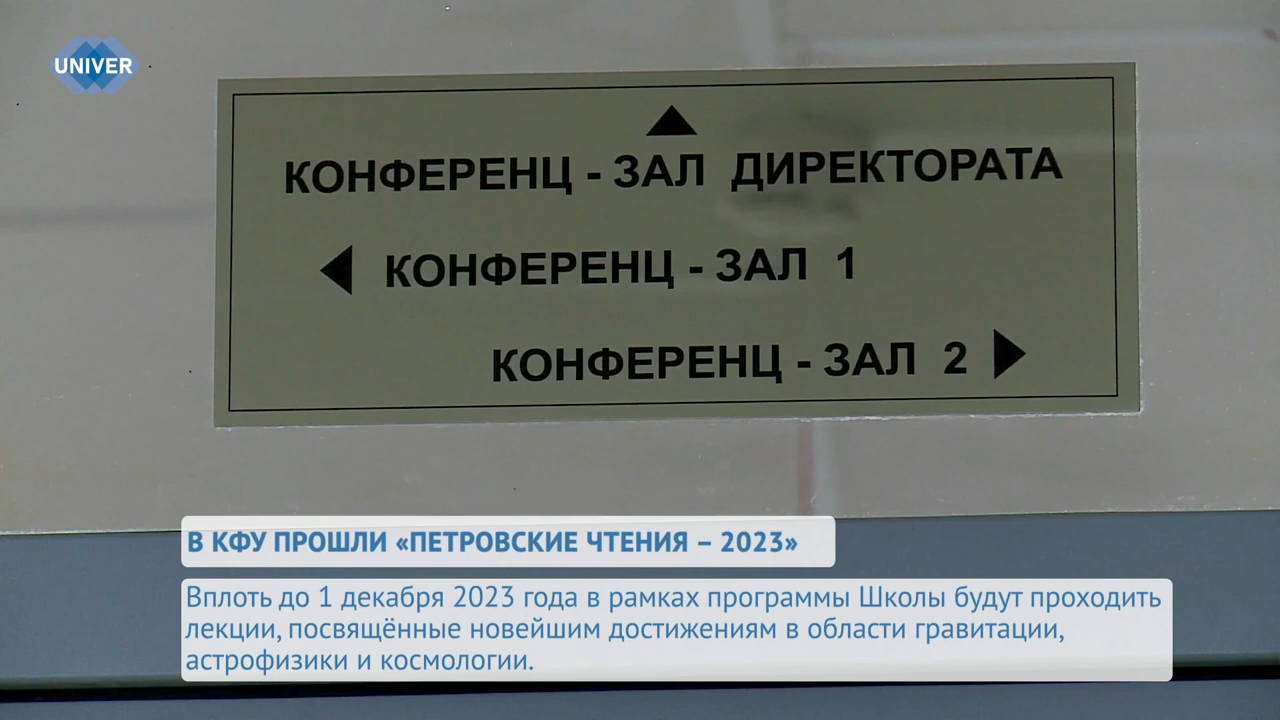 UNIVER
КОНФЕРЕНЦ - ЗАЛ ДИРЕКТОРАТА
КОНФЕРЕНЦ - ЗАЛ 1
КОНФЕРЕНЦ - ЗАЛ 2
В КФУ ПРОШЛИ «ПЕТРОВСКИЕ ЧТЕНИЯ – 2023»
Вплоть до 1 декабря 2023 года в рамках программы Школы будут проходить
лекции, посвящённые новейшим достижениям в области гравитации,
астрофизики и космологии.